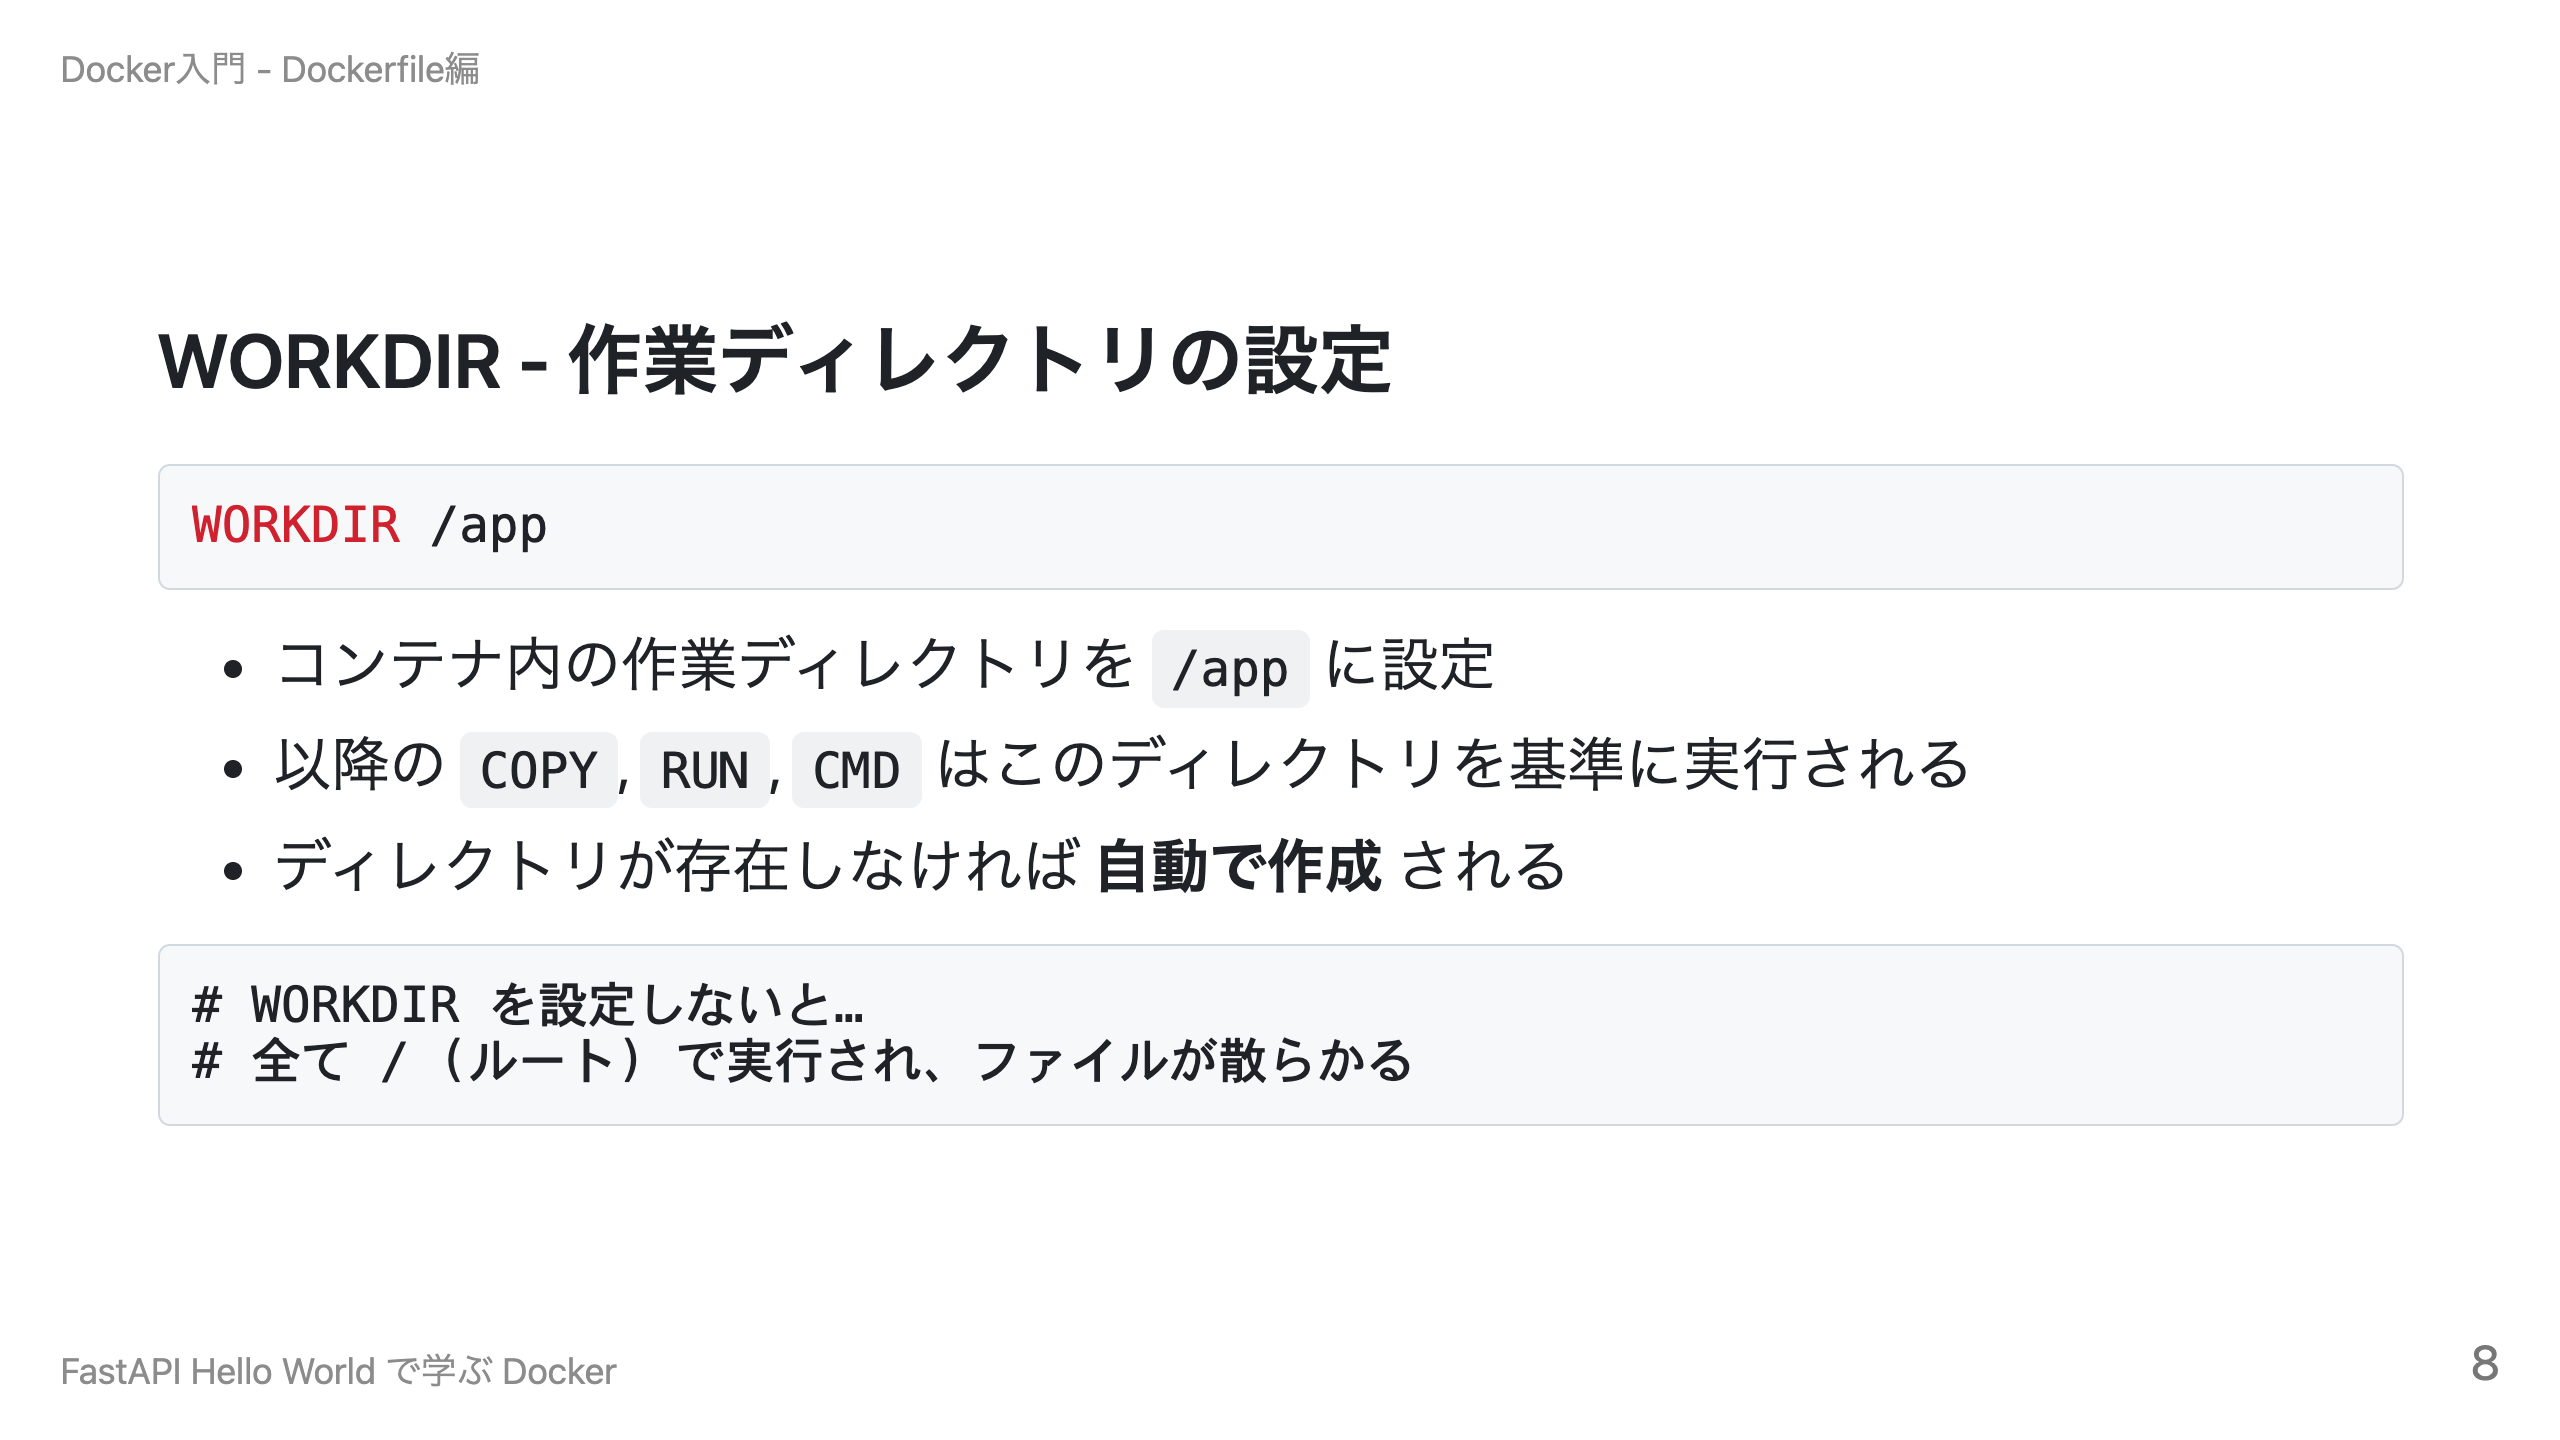 Docker入門 - Dockerfile編
WORKDIR - 作業ディレクトリの設定
WORKDIR /app
• コンテナ内の作業ディレクトリを /app に設定
• 以降の COPY, RUN, CMD はこのディレクトリを基準に実行される
• ディレクトリが存在しなければ 自動で作成 される
# WORKDIR を設定しないと…
# 全て / (ルート) で実行され、ファイルが散らかる
FastAPI Hello World で学ぶ Docker
8